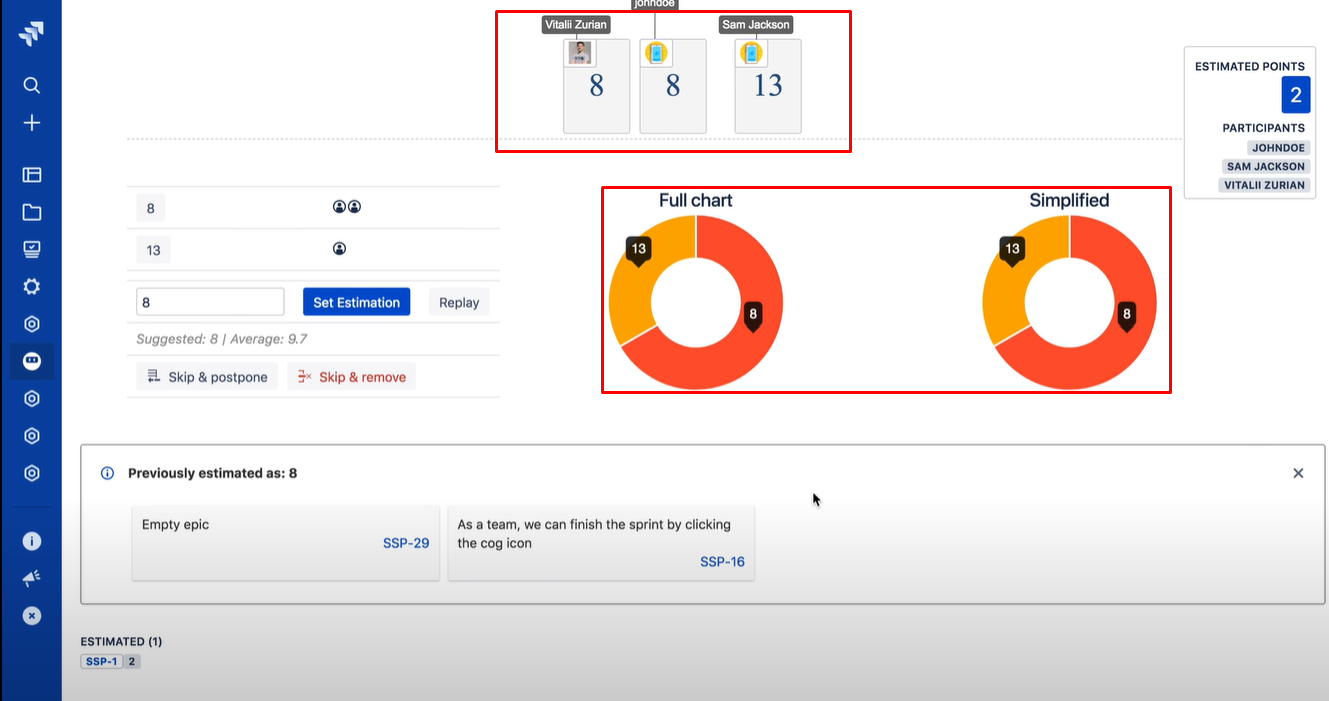 johndoe
Vitalii Zurian
Sam Jackson
8
8
13
ESTIMATED POINTS
2
PARTICIPANTS
JOHNDOE
SAM JACKSON
VITALII ZURIAN
8
13
8
Set Estimation
Replay
Suggested: 8 | Average: 9.7
Skip & postpone
Skip & remove
Full chart
13
8
Simplified
13
8
Previously estimated as: 8
Empty epic
SSP-29
As a team, we can finish the sprint by clicking
the cog icon
SSP-16
ESTIMATED (1)
SSP-1 2